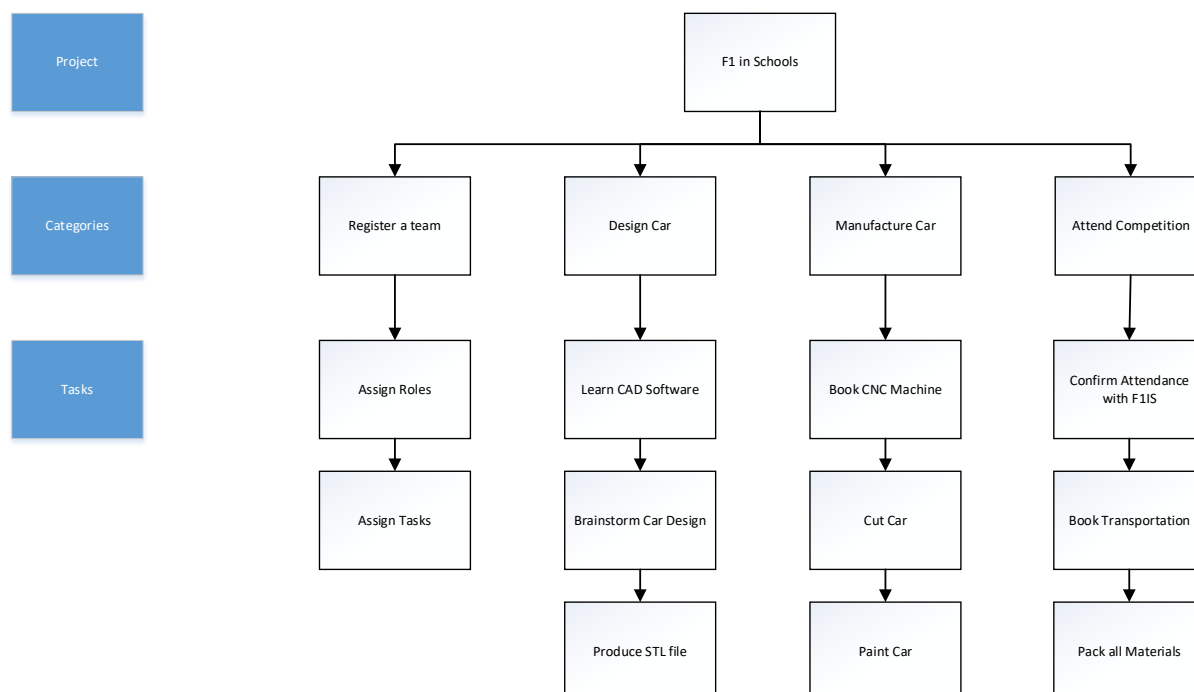 Project
F1 in Schools
Categories
Register a team
Design Car
Manufacture Car
Attend Competition
Tasks
Assign Roles
Learn CAD Software
Book CNC Machine
Confirm Attendance
with F1IS
Assign Tasks
Brainstorm Car Design
Cut Car
Book Transportation
Produce STL file
Paint Car
Pack all Materials